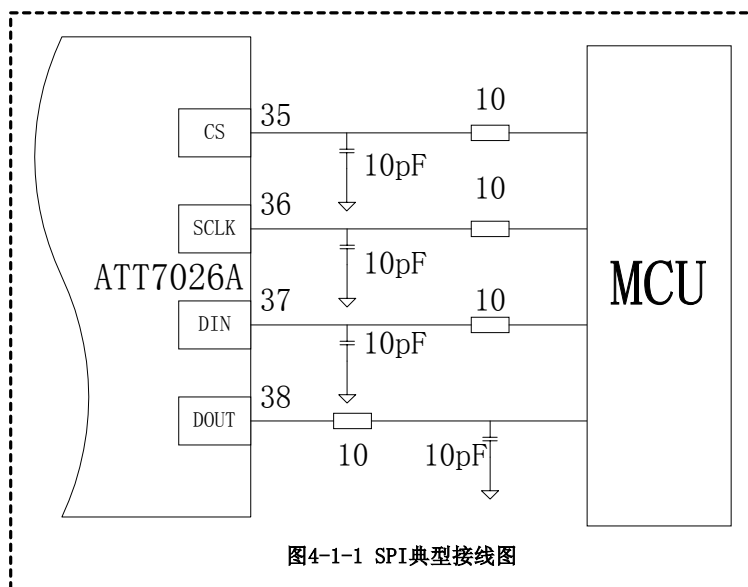 35
10
CS
10pF
36
10
SCLK
10pF
ATT7026A
MCU
37
10
DIN
10pF
38
DOUT
10
10pF
图4-1-1 SPI典型接线图